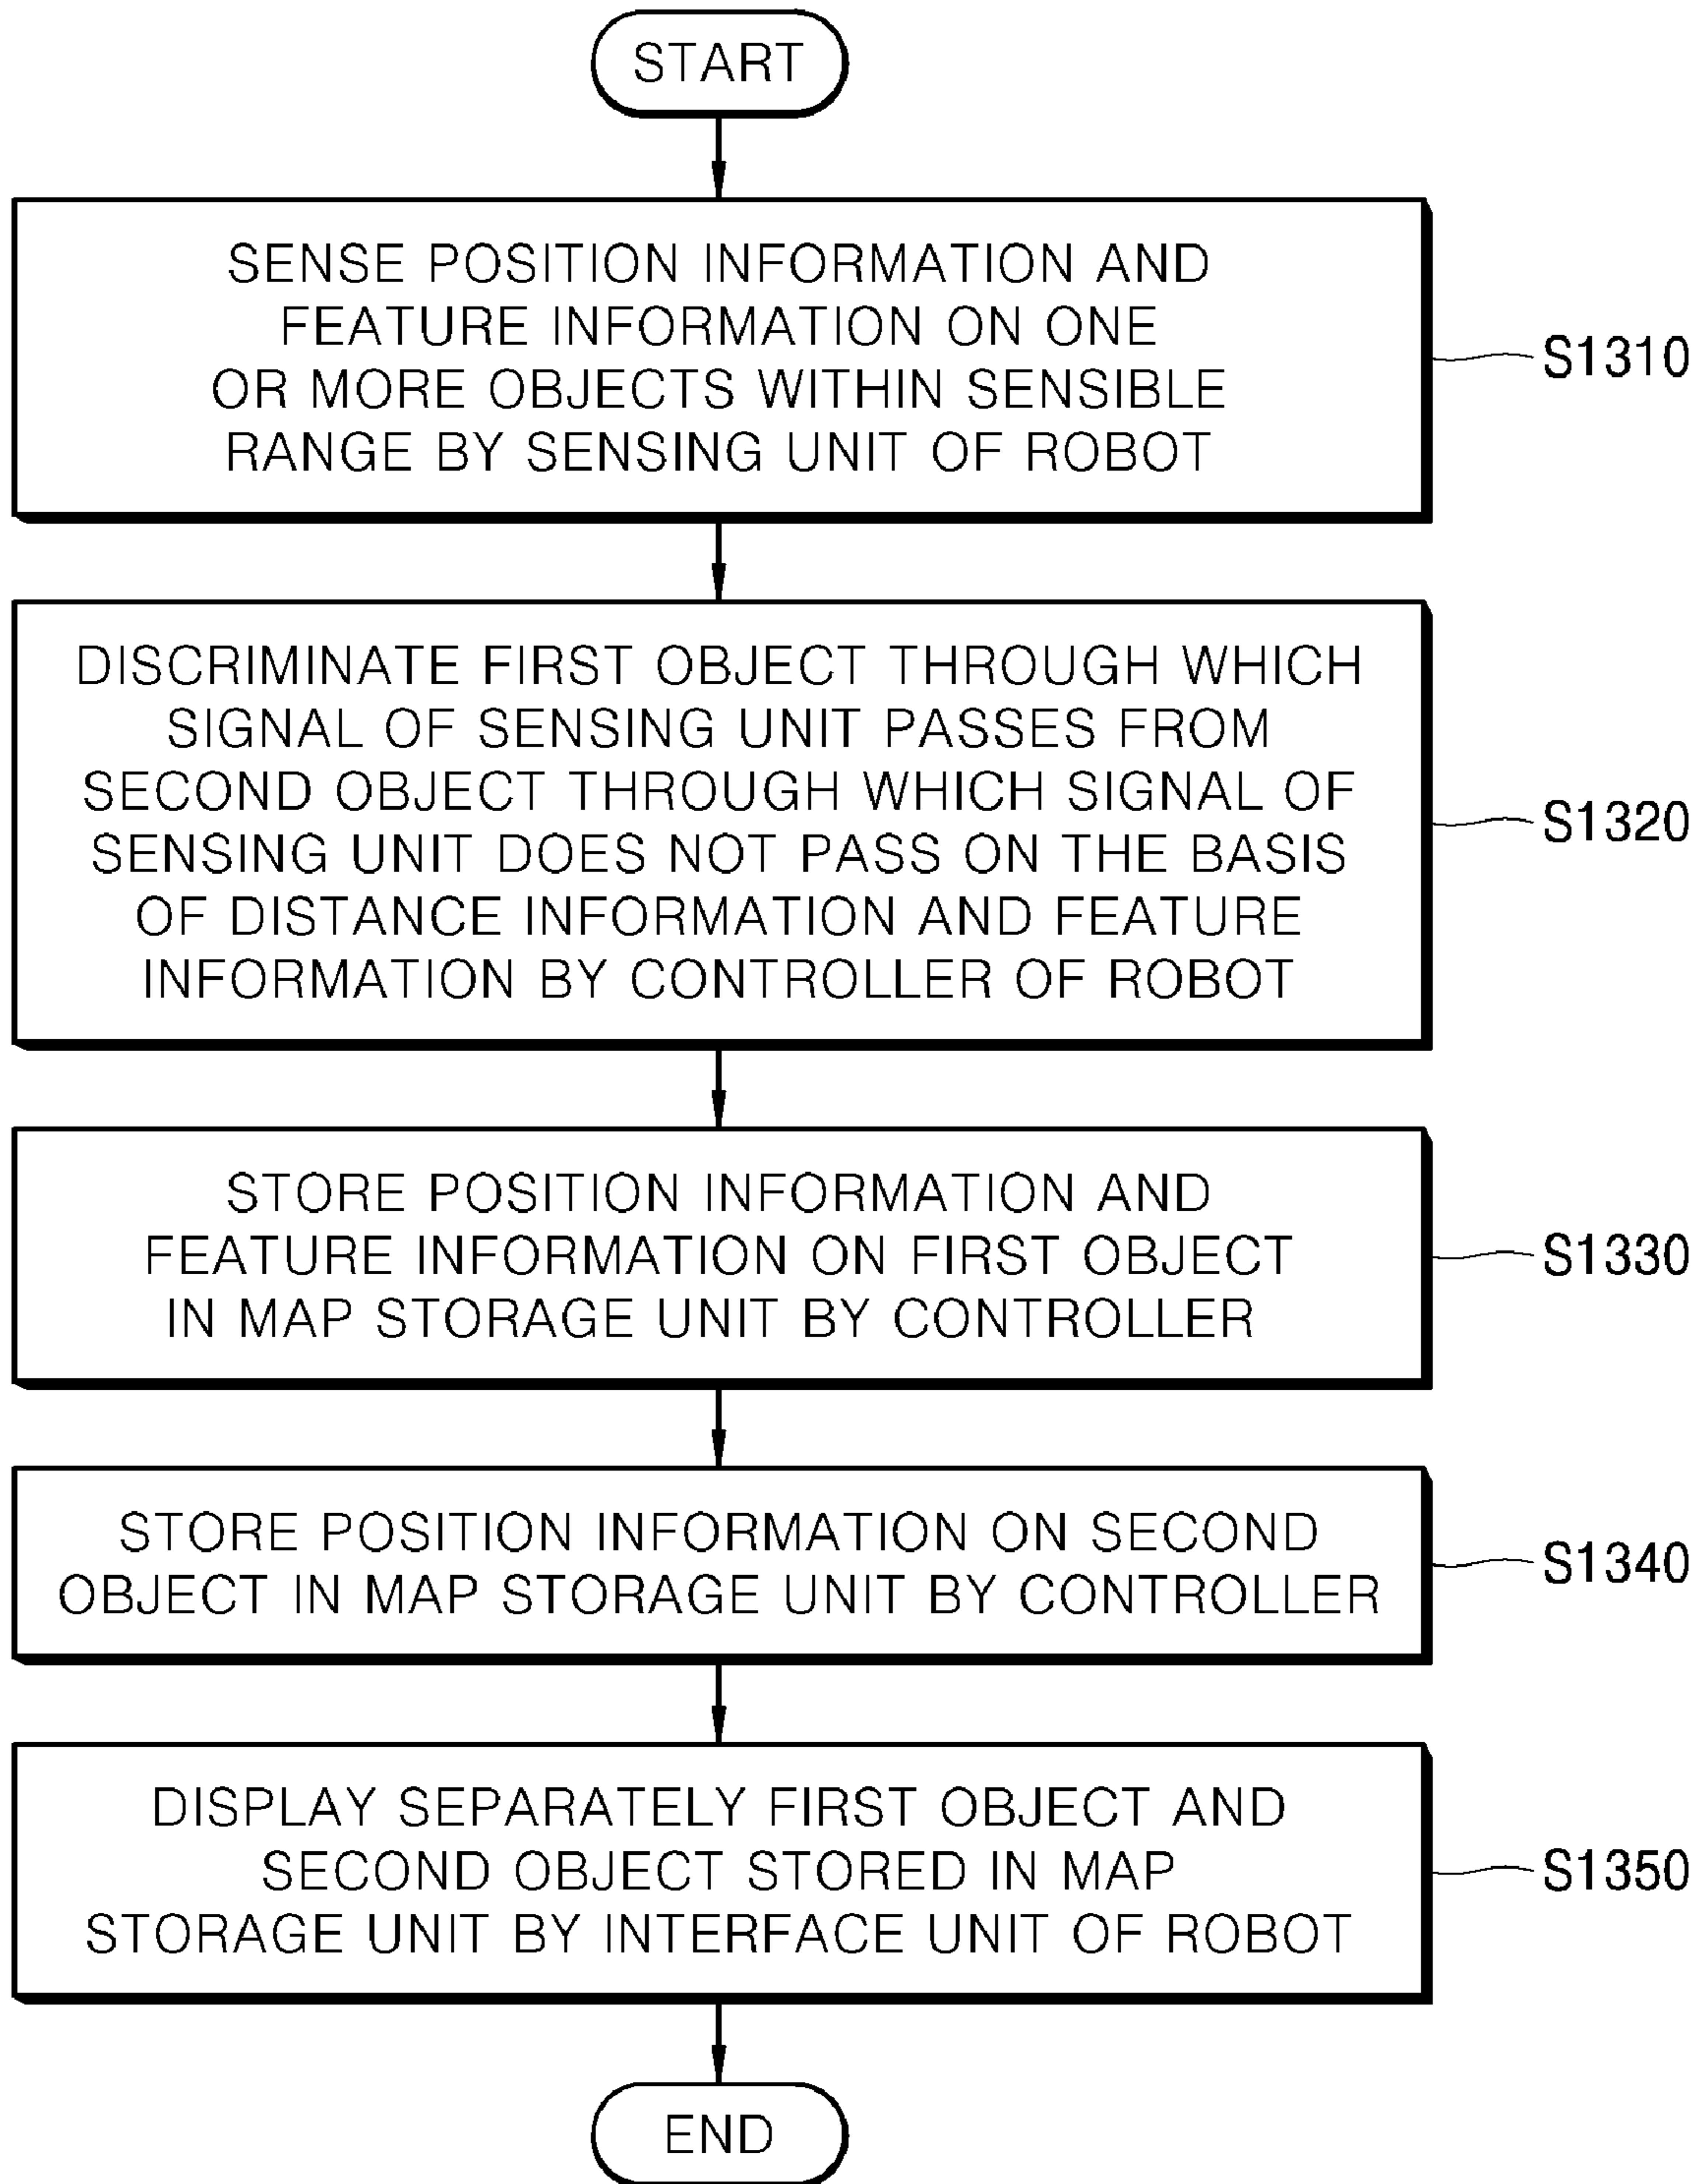 START
SENSE POSITION INFORMATION AND
FEATURE INFORMATION ON ONE
OR MORE OBJECTS WITHIN SENSIBLE
RANGE BY SENSING UNIT OF ROBOT
S1310
DISCRIMINATE FIRST OBJECT THROUGH WHICH
SIGNAL OF SENSING UNIT PASSES FROM
SECOND OBJECT THROUGH WHICH SIGNAL OF
SENSING UNIT DOES NOT PASS ON THE BASIS
OF DISTANCE INFORMATION AND FEATURE
INFORMATION BY CONTROLLER OF ROBOT
S1320
STORE POSITION INFORMATION AND
FEATURE INFORMATION ON FIRST OBJECT
IN MAP STORAGE UNIT BY CONTROLLER
S1330
STORE POSITION INFORMATION ON SECOND
OBJECT IN MAP STORAGE UNIT BY CONTROLLER
S1340
DISPLAY SEPARATELY FIRST OBJECT AND
SECOND OBJECT STORED IN MAP
STORAGE UNIT BY INTERFACE UNIT OF ROBOT
S1350
END